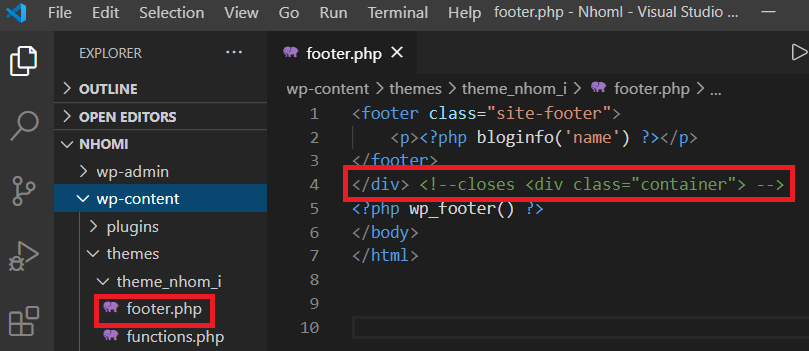 File Edit Selection View Go Run Terminal Help footer.php - NhomI - Visual Studio ...
EXPLORER ...
OUTLINE
OPEN EDITORS
NHOMI
wp-admin
wp-content
plugins
themes
theme_nhom_i
footer.php
functions.php
footer.php
wp-content > themes > theme_nhom_i > footer.php > ...
1 <footer class="site-footer">
2 <p><?php bloginfo('name') ?></p>
3 </footer>
4 </div> <!--closes <div class="container"> -->
5 <?php wp_footer() ?>
6 </body>
7 </html>
8
9
10